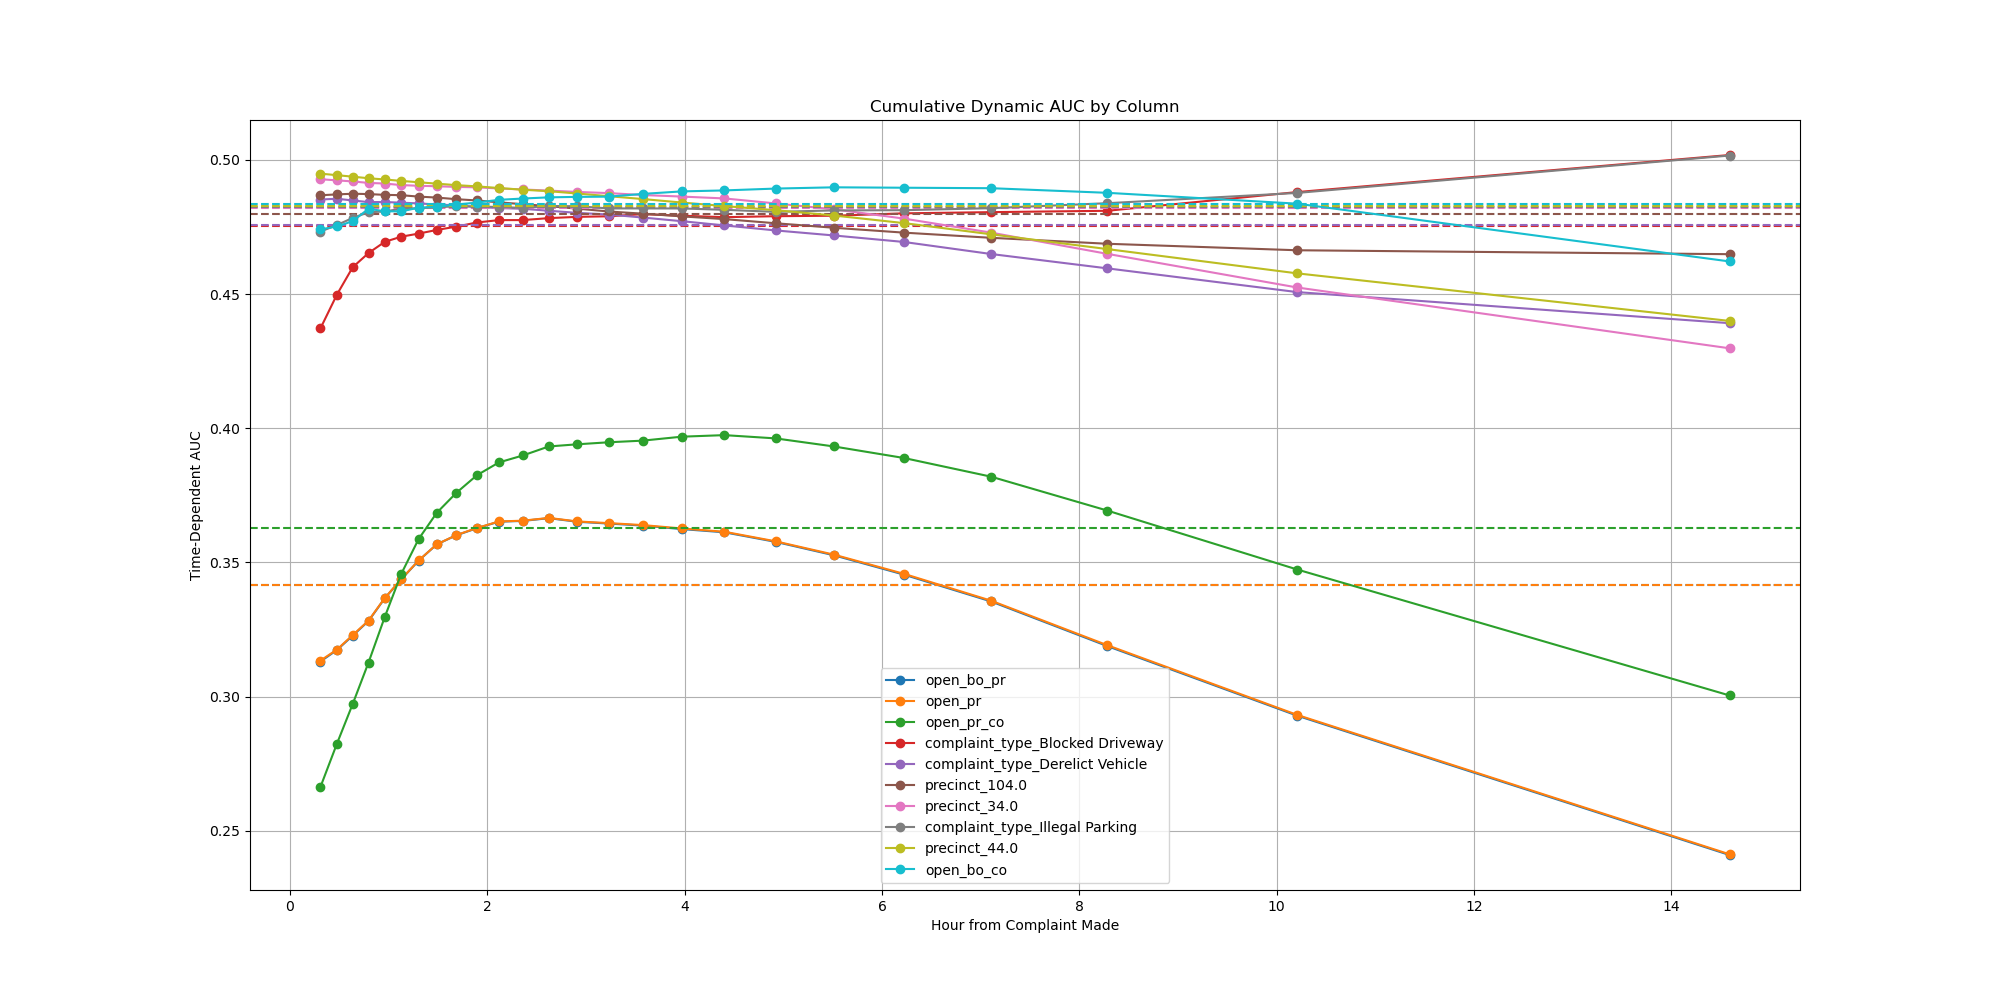 Cumulative Dynamic AUC by Column
Time-Dependent AUC
0.50
0.45
0.40
0.35
0.30
0.25
open_bo_pr
open_pr
open_pr_co
complaint_type_Blocked Driveway
complaint_type_Derelict Vehicle
precinct_104.0
precinct_34.0
complaint_type_Illegal Parking
precinct_44.0
open_bo_co
0 2 4 6 8 10 12 14
Hour from Complaint Made